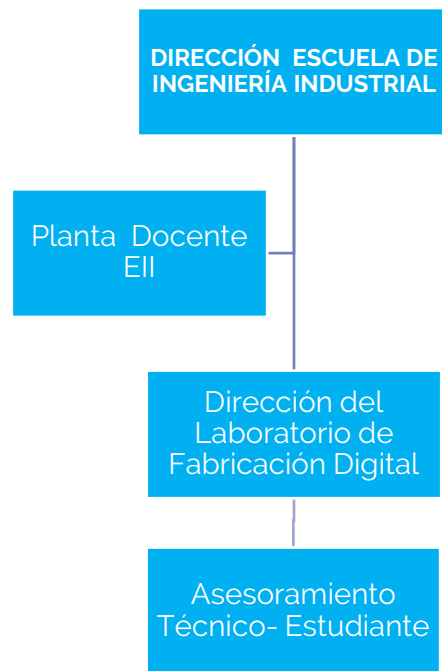 DIRECCIÓN ESCUELA DE
INGENIERÍA INDUSTRIAL
Planta Docente
EII
Dirección del
Laboratorio de
Fabricación Digital
Asesoramiento
Técnico- Estudiante